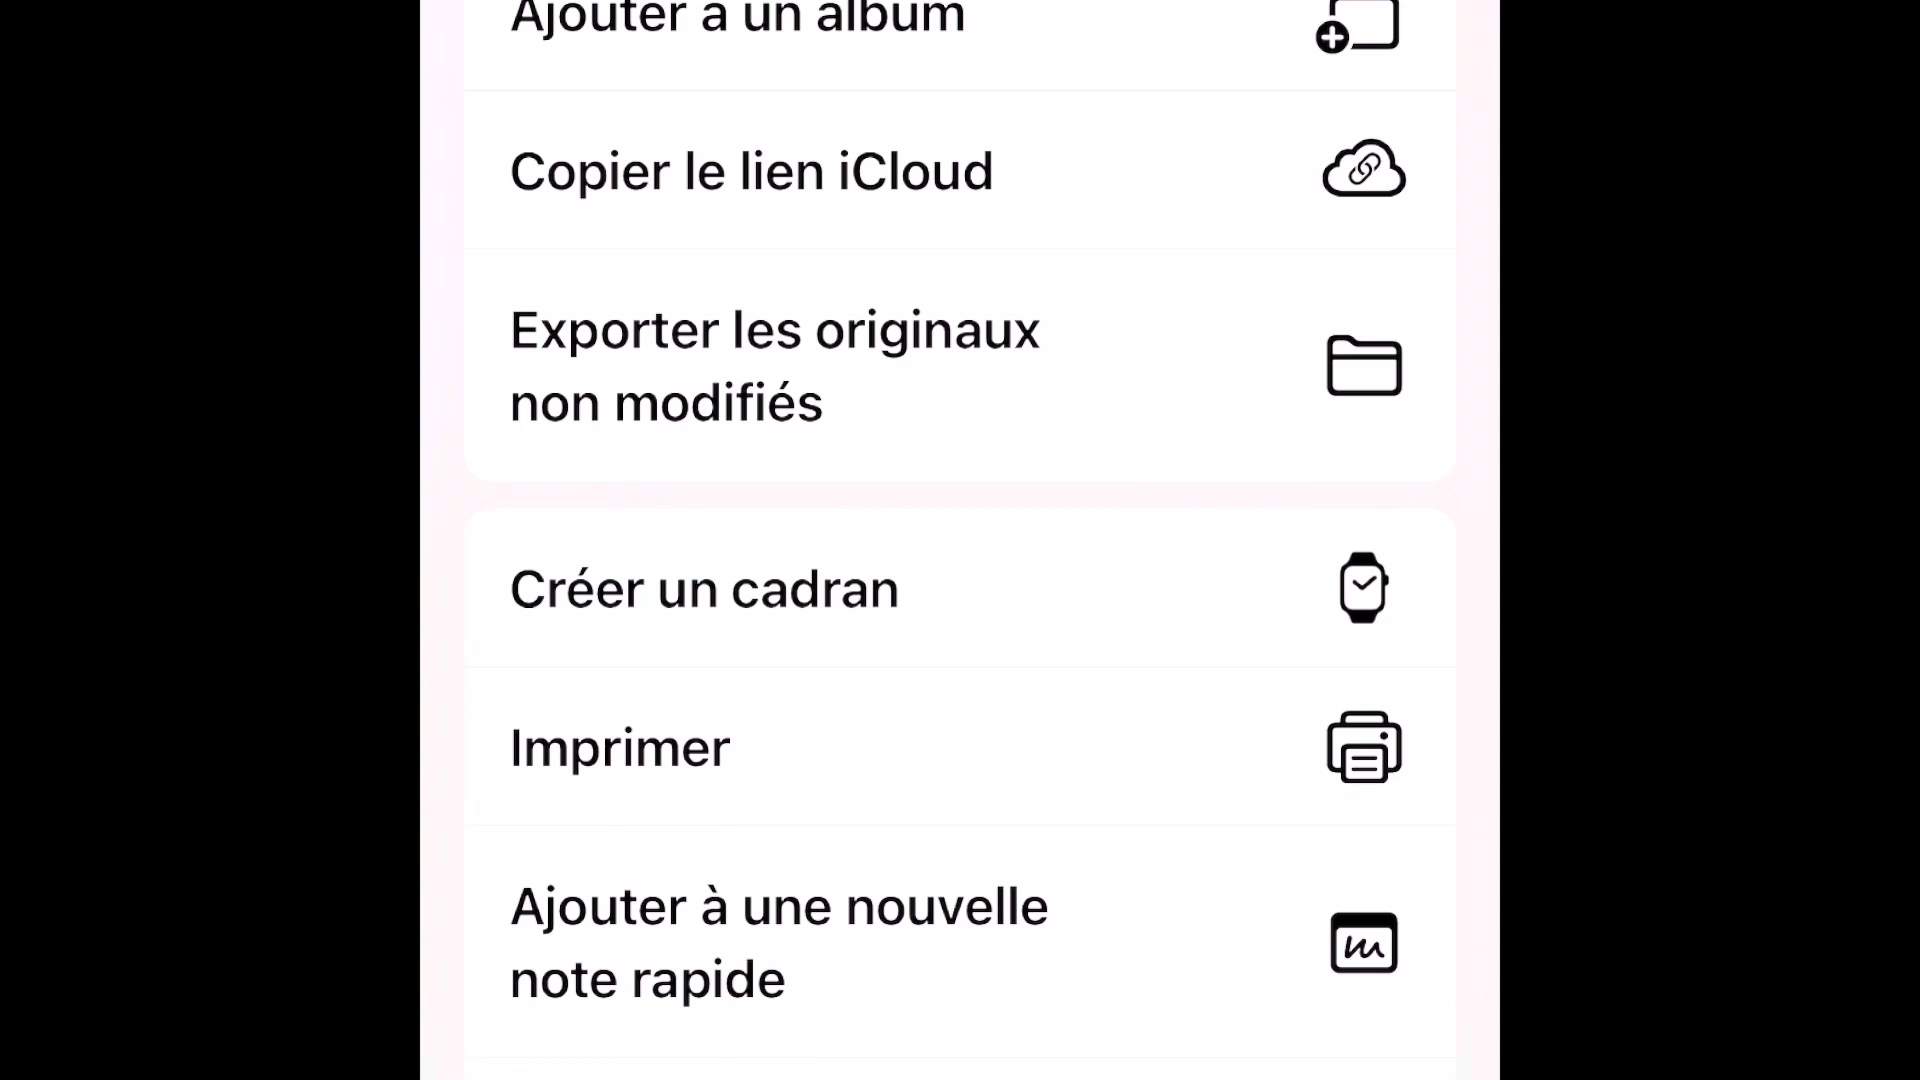 Ajouter à un album
Copier le lien iCloud
Exporter les originaux
non modifiés
Créer un cadran
Imprimer
Ajouter à une nouvelle
note rapide